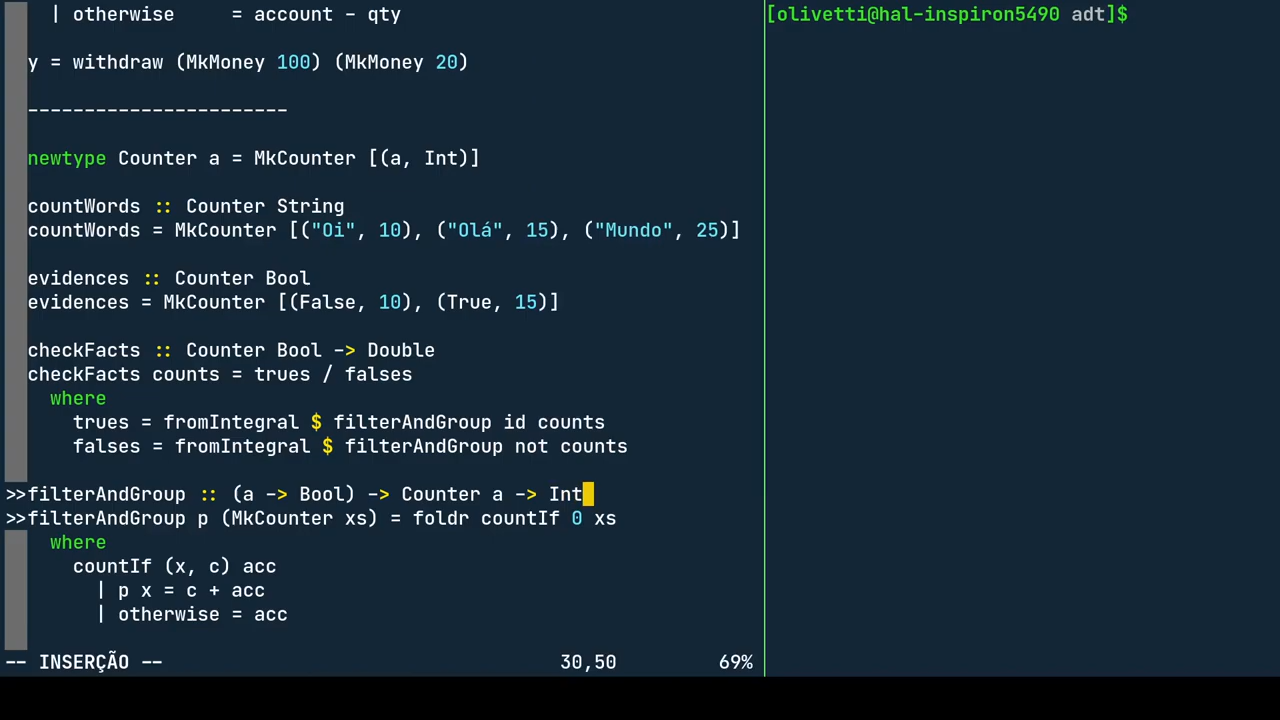 | otherwise     = account - qty
y = withdraw (MkMoney 100) (MkMoney 20)
-----------------------
newtype Counter a = MkCounter [(a, Int)]
countWords :: Counter String
countWords = MkCounter [("Oi", 10), ("Olá", 15), ("Mundo", 25)]
evidences :: Counter Bool
evidences = MkCounter [(False, 10), (True, 15)]
checkFacts :: Counter Bool -> Double
checkFacts counts = trues / falses
where
trues = fromIntegral $ filterAndGroup id counts
falses = fromIntegral $ filterAndGroup not counts
>>filterAndGroup :: (a -> Bool) -> Counter a -> Int
>>filterAndGroup p (MkCounter xs) = foldr countIf 0 xs
where
countIf (x, c) acc
| p x = c + acc
| otherwise = acc
-- INSERÇÃO -- 30,50 69%
[olivetti@hal-inspiron5490 adt]$